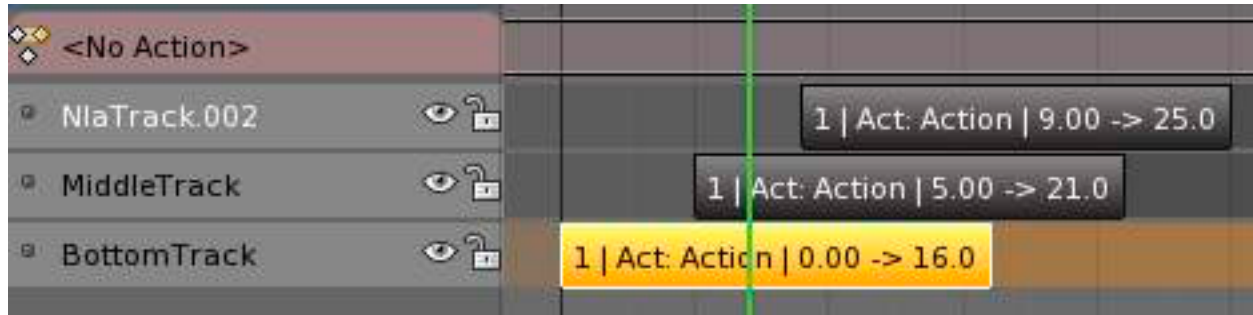 <No Action>
NlaTrack.002 1 | Act: Action | 9.00 -> 25.0
MiddleTrack 1 | Act: Action | 5.00 -> 21.0
BottomTrack 1 | Act: Action | 0.00 -> 16.0